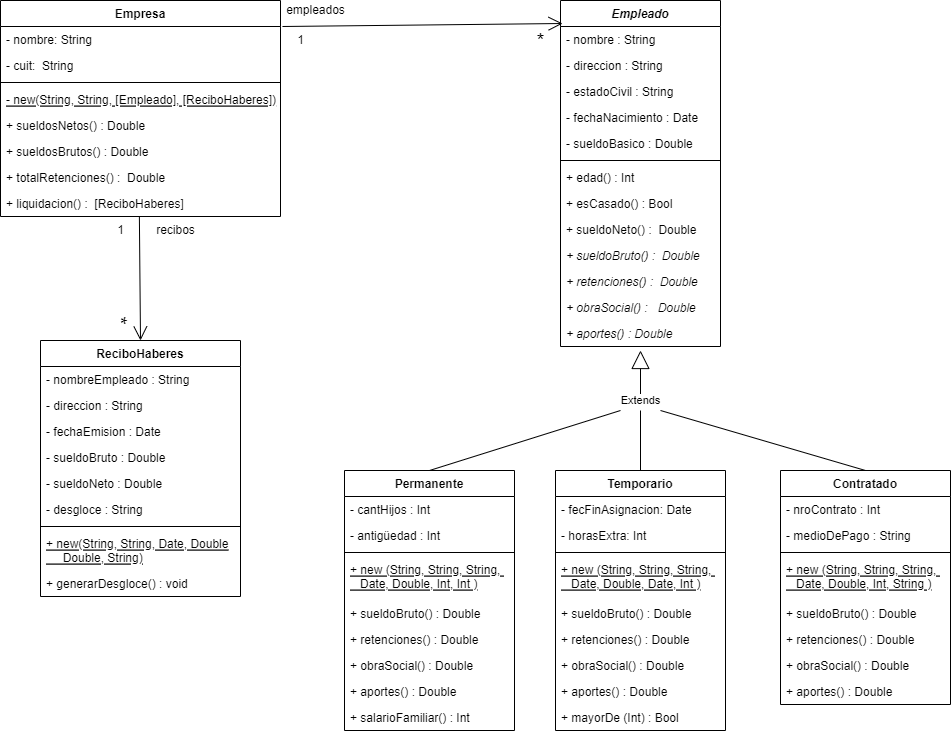 Empresa
- nombre: String
- cuit:  String
- new(String, String, [Empleado], [ReciboHaberes])
+ sueldosNetos() : Double
+ sueldosBrutos() : Double
+ totalRetenciones() :  Double
+ liquidacion() :  [ReciboHaberes]
empleados
1
*
Empleado
- nombre : String
- direccion : String
- estadoCivil : String
- fechaNacimiento : Date
- sueldoBasico : Double
+ edad() : Int
+ esCasado() : Bool
+ sueldoNeto() :  Double
+ sueldoBruto() :  Double
+ retenciones() :  Double
+ obraSocial() :   Double
+ aportes() : Double
1
recibos
*
ReciboHaberes
- nombreEmpleado : String
- direccion : String
- fechaEmision : Date
- sueldoBruto : Double
- sueldoNeto : Double
- desgloce : String
+ new(String, String, Date, Double
Double, String)
+ generarDesgloce() : void
Extends
Permanente
- cantHijos : Int
- antigüedad : Int
+ new (String, String, String,
Date, Double, Int, Int )
+ sueldoBruto() : Double
+ retenciones() : Double
+ obraSocial() : Double
+ aportes() : Double
+ salarioFamiliar() : Int
Temporario
- fecFinAsignacion: Date
- horasExtra: Int
+ new (String, String, String,
Date, Double, Date, Int )
+ sueldoBruto() : Double
+ retenciones() : Double
+ obraSocial() : Double
+ aportes() : Double
+ mayorDe (Int) : Bool
Contratado
- nroContrato : Int
- medioDePago : String
+ new (String, String, String,
Date, Double, Int, String )
+ sueldoBruto() : Double
+ retenciones() : Double
+ obraSocial() : Double
+ aportes() : Double